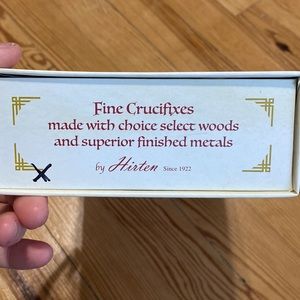 Fine Crucifixes
made with choice select woods
and superior finished metals
by Hirten Since 1922